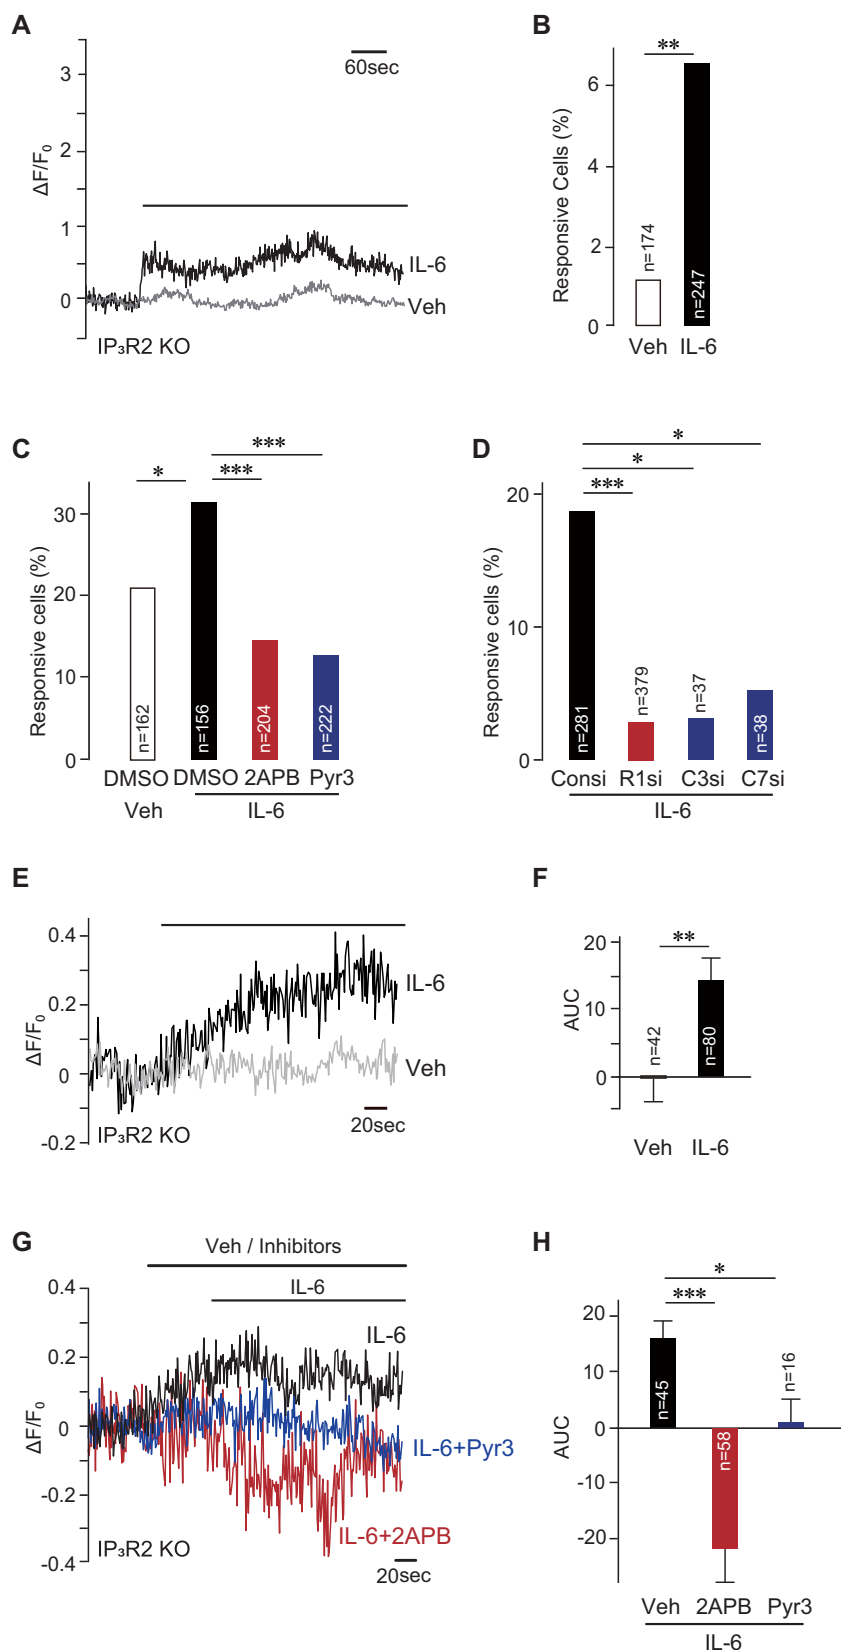 A
60sec
3
2
1
0
ΔF/F₀
IL-6
Veh
IP₃R2 KO
B
**
6
4
2
0
Responsive Cells (%)
n=174
n=247
Veh IL-6
C
***
* ***
30
20
10
0
Responsive cells (%)
n=162
n=156
n=204
n=222
DMSO DMSO 2APB Pyr3
Veh IL-6
D
*
*
***
20
10
0
Responsive cells (%)
n=281
n=379
n=37
n=38
Consi R1si C3si C7si
IL-6
E
0.4
0.2
0
-0.2
ΔF/F₀
IL-6
Veh
20sec
IP₃R2 KO
F
**
20
10
0
AUC
n=42
n=80
Veh IL-6
G
Veh / Inhibitors
IL-6
0.4
0.2
0
-0.2
-0.4
ΔF/F₀
IL-6
IL-6+Pyr3
IL-6+2APB
20sec
IP₃R2 KO
H
*
***
20
10
0
-10
-20
AUC
n=45
n=58
n=16
Veh 2APB Pyr3
IL-6